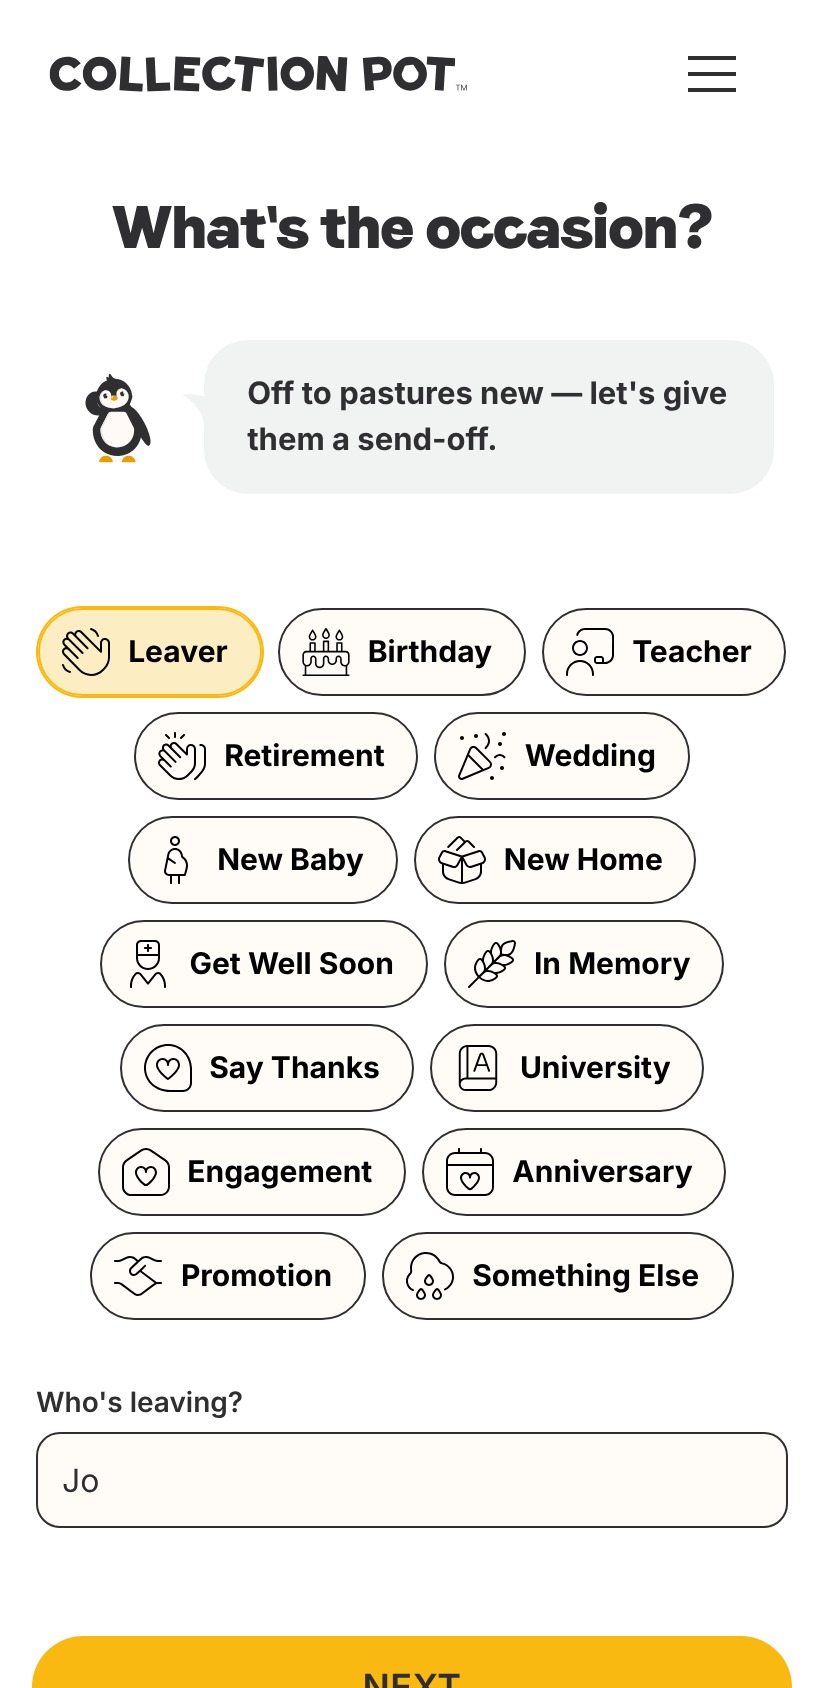 COLLECTION POT™
What's the occasion?
Off to pastures new — let's give
them a send-off.
Leaver Birthday Teacher
Retirement Wedding
New Baby New Home
Get Well Soon In Memory
Say Thanks A University
Engagement Anniversary
Promotion Something Else
Who's leaving?
Jo
NEXT